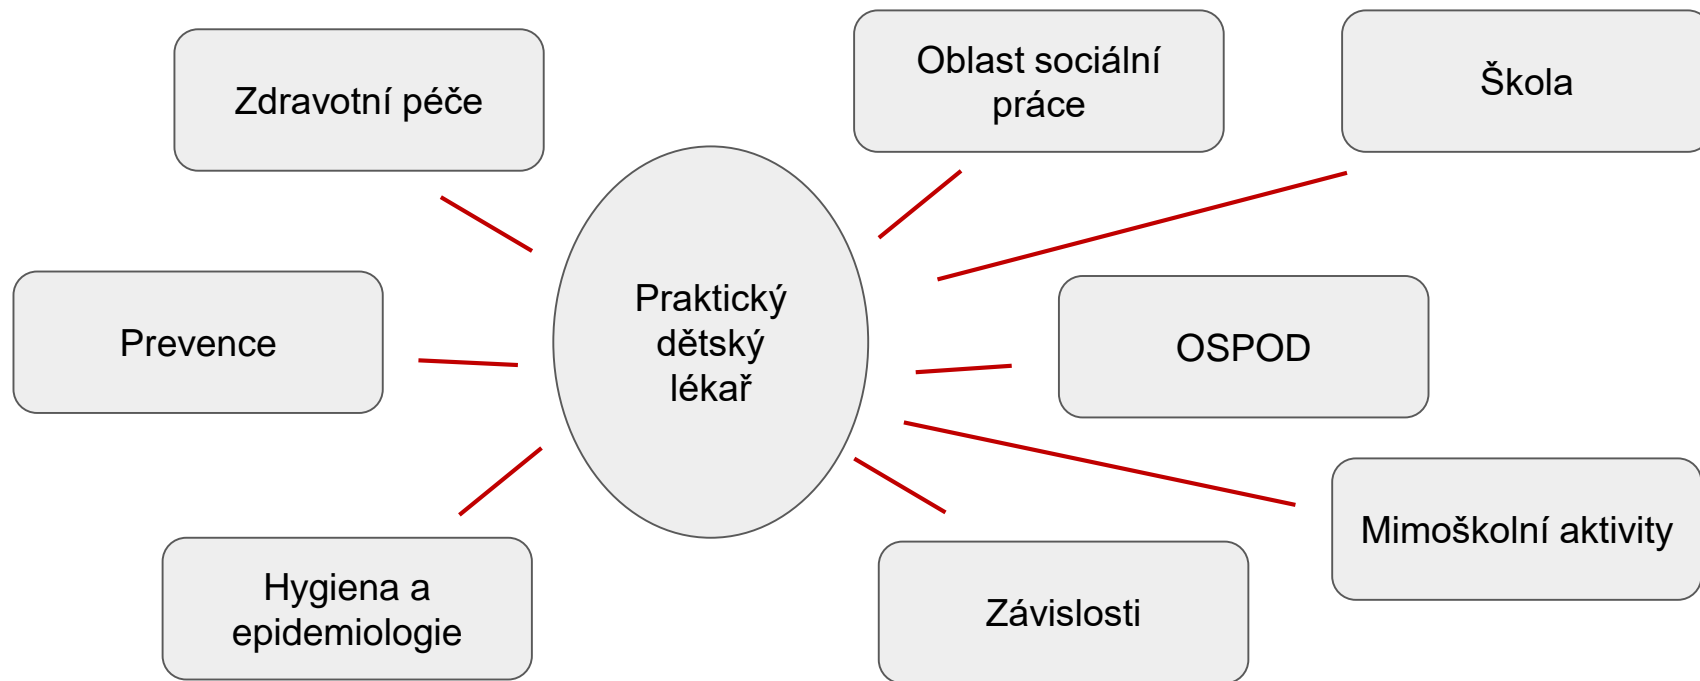 Zdravotní péče
Oblast sociální
práce
Škola
Praktický
dětský
lékař
Prevence
OSPOD
Mimoškolní aktivity
Hygiena a
epidemiologie
Závislosti